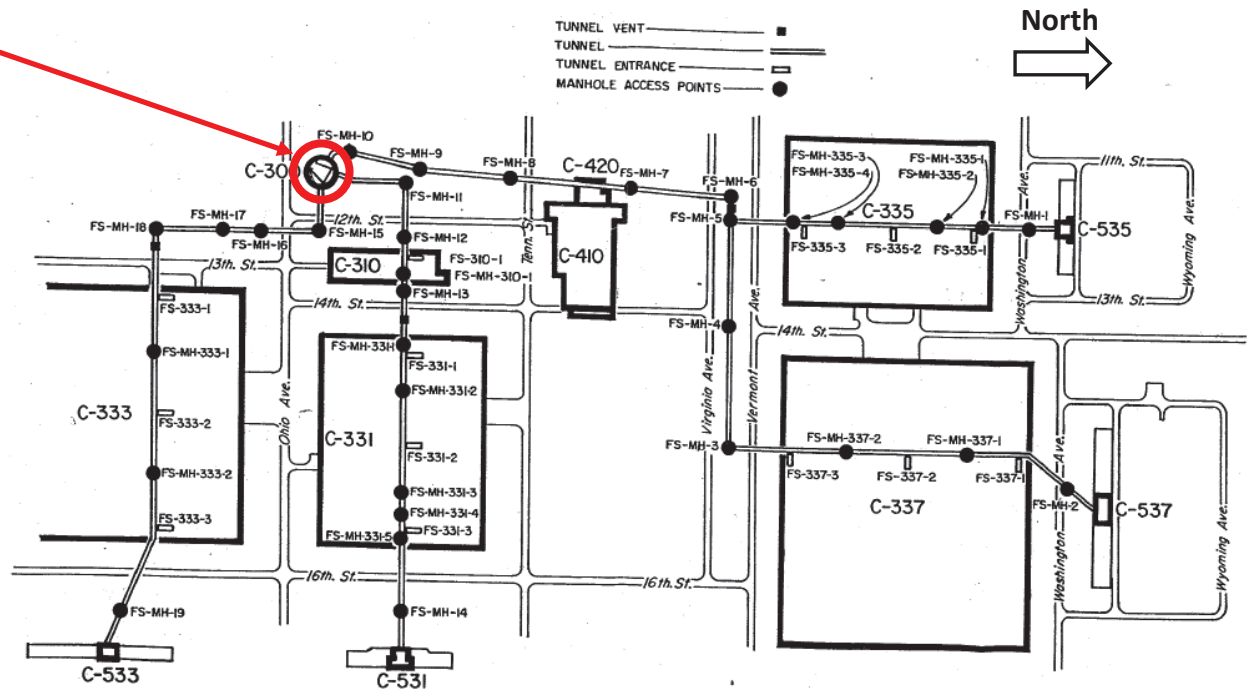 TUNNEL VENT
TUNNEL
TUNNEL ENTRANCE
MANHOLE ACCESS POINTS
North
FS-MH-10
FS-MH-9
FS-MH-8
C-420
FS-MH-7
FS-MH-6
FS-MH-335-3
FS-MH-335-4
FS-MH-335-1
FS-MH-335-2
11th. St.
C-300
FS-MH-11
12th. St.
FS-MH-18
FS-MH-17
FS-MH-16
FS-MH-15
FS-MH-12
Tenn. St.
FS-MH-5
C-335
FS-MH-1
Washington Ave.
Wyoming Ave.
FS-335-3
FS-335-2
FS-335-1
C-535
13th. St.
C-310
FS-310-1
FS-MH-310-1
C-410
FS-MH-13
14th. St.
13th. St.
FS-333-1
FS-MH-4
Vermont Ave.
14th. St.
FS-MH-333-1
FS-MH-331-1
FS-331-1
FS-MH-331-2
Ohio Ave.
Virginia Ave.
C-333
FS-333-2
C-331
FS-331-2
FS-MH-3
FS-MH-337-2
FS-MH-337-1
FS-337-3
FS-337-2
FS-337-1
FS-MH-333-2
FS-MH-331-3
FS-MH-331-4
FS-331-3
FS-MH-331-5
FS-333-3
C-337
FS-MH-2
C-537
Washington Ave.
Wyoming Ave.
16th. St.
16th. St.
FS-MH-19
FS-MH-14
C-533
C-531